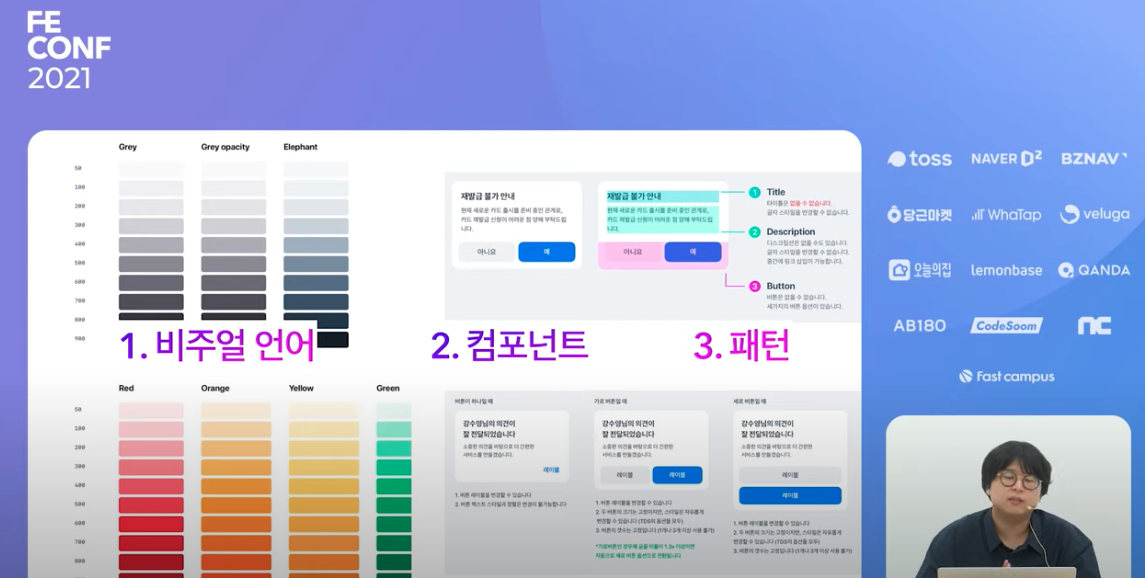 FE
CONF
2021
Grey
Grey opacity
Elephant
50
100
200
300
400
500
600
700
800
900
재발급 불가 안내
현재 새로운 카드 출시를 준비 중인 관계로,
카드 재발급 신청이 어려운 점 양해 부탁드립
니다.
아니요
예
재발급 불가 안내
현재 새로운 카드 출시를 준비 중인 관계로,
카드 재발급 신청이 어려운 점 양해 부탁드립
니다.
아니요
예
1 Title
타이틀은 없을 수 없습니다.
글자 스타일을 변경할 수 없습니다.
2 Description
디스크립션은 없을 수도 있습니다.
글자 스타일을 변경할 수 없습니다.
중간에 링크 삽입이 가능합니다.
3 Button
버튼은 없을 수 없습니다.
세가지의 버튼 옵션이 있습니다.
1. 비주얼 언어
2. 컴포넌트
3. 패턴
Red
Orange
Yellow
Green
50
100
200
300
400
500
600
700
800
버튼이 하나일 때
강수영님의 의견이
잘 전달되었습니다
소중한 의견을 바탕으로 더 간편한
서비스를 만들겠습니다.
레이블
1. 버튼 레이블을 변경할 수 있습니다
2. 버튼 텍스트 스타일과 정렬은 변경이 불가능합니다
가로 버튼일 때
강수영님의 의견이
잘 전달되었습니다
소중한 의견을 바탕으로 더 간편한
서비스를 만들겠습니다.
레이블
레이블
1. 버튼 레이블을 변경할 수 있습니다
2. 두 버튼의 크기는 고정이지만, 스타일은 자유롭게
변경할 수 있습니다 (TDS의 옵션들 모두)
3. 버튼의 갯수는 고정입니다 (1개나 3개 이상 사용 불가)
*가로버튼인 경우에 글꼴 비율이 1.3x 이상이면
자동으로 세로 버튼 옵션으로 전환됩니다
세로 버튼일 때
강수영님의 의견이
잘 전달되었습니다
소중한 의견을 바탕으로 더 간편한
서비스를 만들겠습니다.
레이블
레이블
1. 버튼 레이블을 변경할 수 있습니다
2. 두 버튼의 크기는 고정이지만, 스타일은 자유롭게
변경할 수 있습니다 (TDS의 옵션들 모두)
3. 버튼의 갯수는 고정입니다 (1개나 3개 이상 사용 불가)
toss
NAVER D2
BZNAV
당근마켓
WhaTap
veluga
오늘의집
lemonbase
QANDA
AB180
CodeSoom
nc
fast campus